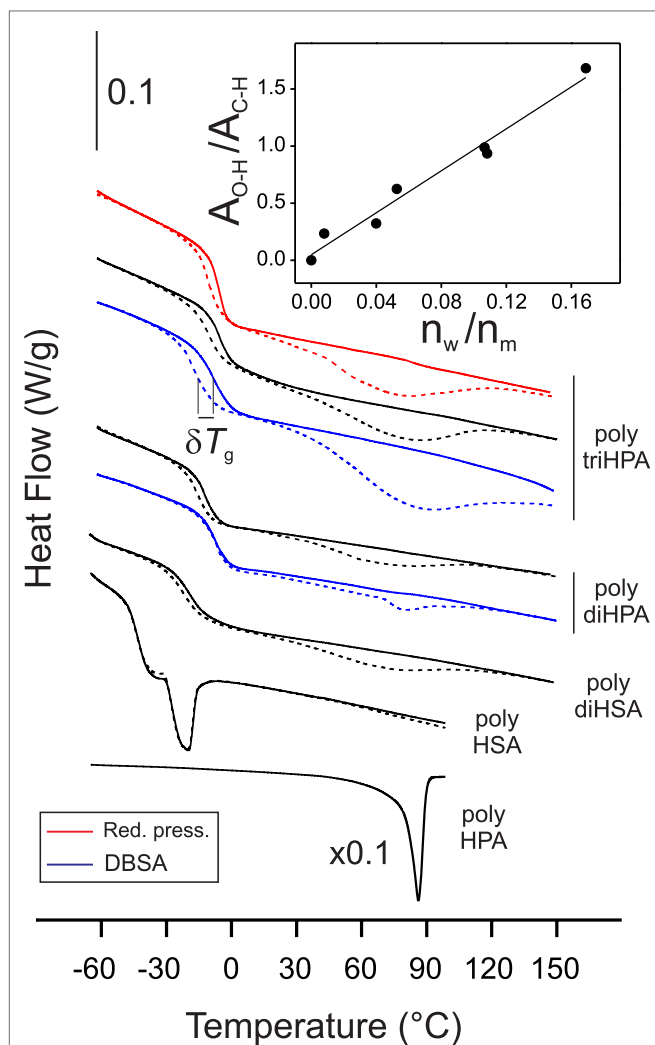 0.1
A_O-H/A_C-H
1.5
1.0
0.5
0.0
0.00 0.04 0.08 0.12 0.16
n_w/n_m
Heat Flow (W/g)
δT_g
poly
triHPA
poly
diHPA
poly
diHSA
poly
HSA
poly
HPA
x0.1
Red. press.
DBSA
-60 -30 0 30 60 90 120 150
Temperature (°C)